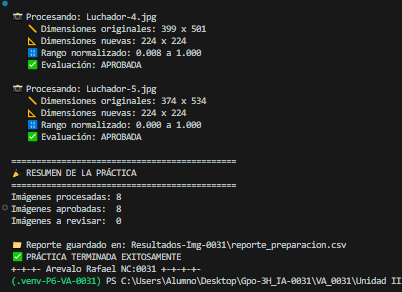 📷 Procesando: Luchador-4.jpg
📏 Dimensiones originales: 399 x 501
📐 Dimensiones nuevas: 224 x 224
🔢 Rango normalizado: 0.008 a 1.000
✅ Evaluación: APROBADA
📷 Procesando: Luchador-5.jpg
📏 Dimensiones originales: 374 x 534
📐 Dimensiones nuevas: 224 x 224
🔢 Rango normalizado: 0.000 a 1.000
✅ Evaluación: APROBADA
=============================================
🎉 RESUMEN DE LA PRÁCTICA
=============================================
Imágenes procesadas: 8
Imágenes aprobadas:  8
Imágenes a revisar:  0
📁 Reporte guardado en: Resultados-Img-0031\reporte_preparacion.csv
✅ PRÁCTICA TERMINADA EXITOSAMENTE
+-+-+- Arevalo Rafael NC:0031 +-+-+-+-
(.venv-P6-VA-0031) PS C:\Users\Alumno\Desktop\Gpo-3H_IA-0031\VA_0031\Unidad II